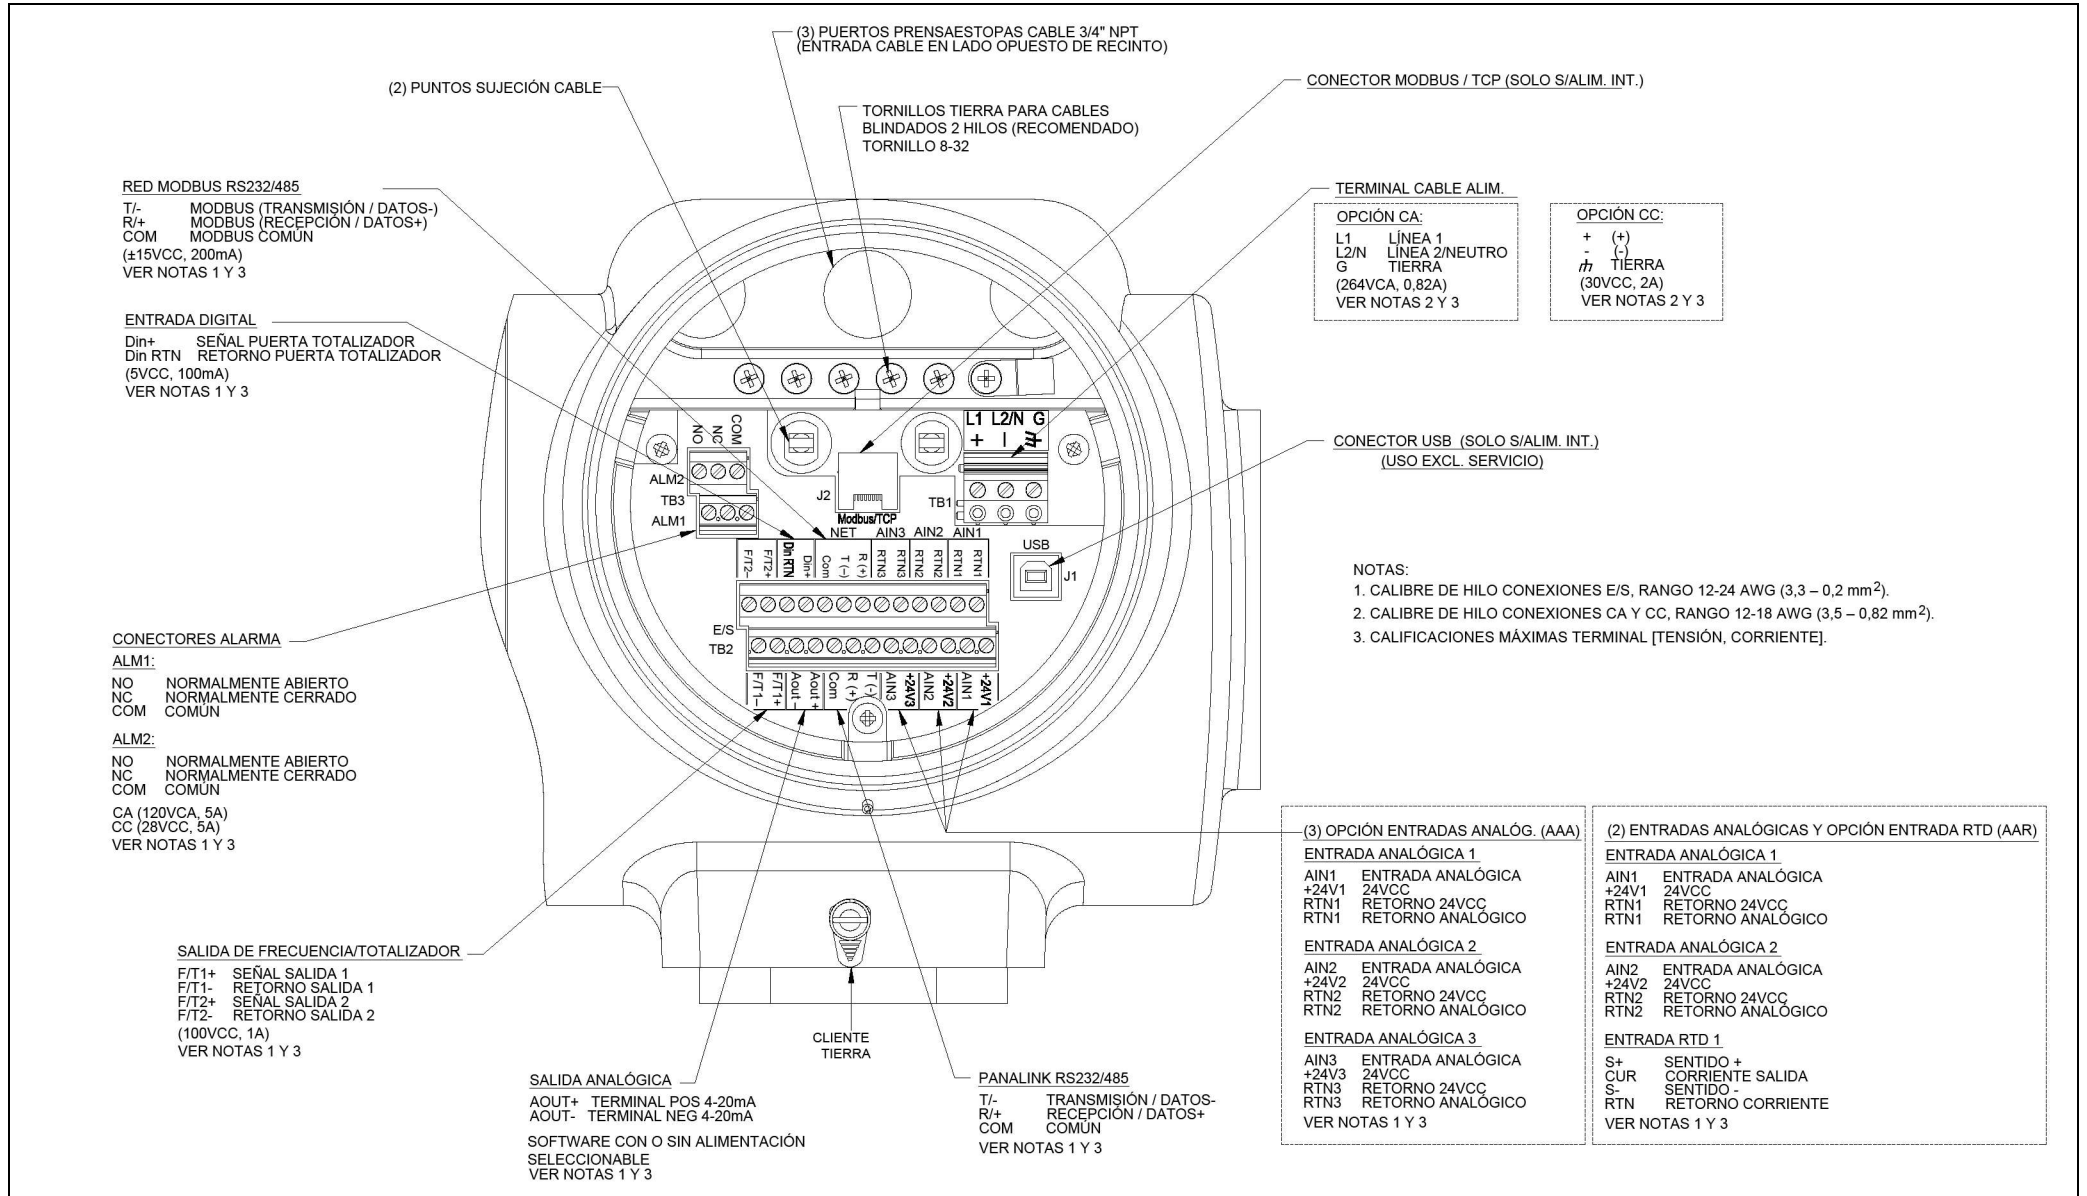 (3) PUERTOS PRENSAESTOPAS CABLE 3/4" NPT
(ENTRADA CABLE EN LADO OPUESTO DE RECINTO)
(2) PUNTOS SUJECIÓN CABLE
TORNILLOS TIERRA PARA CABLES
BLINDADOS 2 HILOS (RECOMENDADO)
TORNILLO 8-32
CONECTOR MODBUS / TCP (SOLO S/ALIM. INT.)
RED MODBUS RS232/485
T/- MODBUS (TRANSMISIÓN / DATOS-)
R/+ MODBUS (RECEPCIÓN / DATOS+)
COM MODBUS COMÚN
(±15VCC, 200mA)
VER NOTAS 1 Y 3
TERMINAL CABLE ALIM.
OPCIÓN CA:
L1 LÍNEA 1
L2/N LÍNEA 2/NEUTRO
G TIERRA
(264VCA, 0,82A)
VER NOTAS 2 Y 3
OPCIÓN CC:
+ (+)
- (-)
TIERRA
(30VCC, 2A)
VER NOTAS 2 Y 3
ENTRADA DIGITAL
Din+ SEÑAL PUERTA TOTALIZADOR
Din RTN RETORNO PUERTA TOTALIZADOR
(5VCC, 100mA)
VER NOTAS 1 Y 3
L1 L2/N G
+ –
NO NC COM
ALM2
TB3
ALM1
J2
Modbus/TCP
TB1
NET AIN3 AIN2 AIN1
F/T2- F/T2+ Din RTN Din+ Com T (-) R (+) RTN3 RTN3 RTN2 RTN2 RTN1 RTN1
USB
J1
E/S
TB2
F/T1- F/T1+ Aout - Aout + Com R (+) T (-) AIN3 +24V3 AIN2 +24V2 AIN1 +24V1
CONECTOR USB (SOLO S/ALIM. INT.)
(USO EXCL. SERVICIO)
NOTAS:
1. CALIBRE DE HILO CONEXIONES E/S, RANGO 12-24 AWG (3,3 – 0,2 mm²).
2. CALIBRE DE HILO CONEXIONES CA Y CC, RANGO 12-18 AWG (3,5 – 0,82 mm²).
3. CALIFICACIONES MÁXIMAS TERMINAL [TENSIÓN, CORRIENTE].
CONECTORES ALARMA
ALM1:
NO NORMALMENTE ABIERTO
NC NORMALMENTE CERRADO
COM COMÚN
ALM2:
NO NORMALMENTE ABIERTO
NC NORMALMENTE CERRADO
COM COMÚN
CA (120VCA, 5A)
CC (28VCC, 5A)
VER NOTAS 1 Y 3
SALIDA DE FRECUENCIA/TOTALIZADOR
F/T1+ SEÑAL SALIDA 1
F/T1- RETORNO SALIDA 1
F/T2+ SEÑAL SALIDA 2
F/T2- RETORNO SALIDA 2
(100VCC, 1A)
VER NOTAS 1 Y 3
CLIENTE
TIERRA
SALIDA ANALÓGICA
AOUT+ TERMINAL POS 4-20mA
AOUT- TERMINAL NEG 4-20mA
SOFTWARE CON O SIN ALIMENTACIÓN
SELECCIONABLE
VER NOTAS 1 Y 3
PANALINK RS232/485
T/- TRANSMISIÓN / DATOS-
R/+ RECEPCIÓN / DATOS+
COM COMÚN
VER NOTAS 1 Y 3
(3) OPCIÓN ENTRADAS ANALÓG. (AAA)
ENTRADA ANALÓGICA 1
AIN1 ENTRADA ANALÓGICA
+24V1 24VCC
RTN1 RETORNO 24VCC
RTN1 RETORNO ANALÓGICO
ENTRADA ANALÓGICA 2
AIN2 ENTRADA ANALÓGICA
+24V2 24VCC
RTN2 RETORNO 24VCC
RTN2 RETORNO ANALÓGICO
ENTRADA ANALÓGICA 3
AIN3 ENTRADA ANALÓGICA
+24V3 24VCC
RTN3 RETORNO 24VCC
RTN3 RETORNO ANALÓGICO
VER NOTAS 1 Y 3
(2) ENTRADAS ANALÓGICAS Y OPCIÓN ENTRADA RTD (AAR)
ENTRADA ANALÓGICA 1
AIN1 ENTRADA ANALÓGICA
+24V1 24VCC
RTN1 RETORNO 24VCC
RTN1 RETORNO ANALÓGICO
ENTRADA ANALÓGICA 2
AIN2 ENTRADA ANALÓGICA
+24V2 24VCC
RTN2 RETORNO 24VCC
RTN2 RETORNO ANALÓGICO
ENTRADA RTD 1
S+ SENTIDO +
CUR CORRIENTE SALIDA
S- SENTIDO -
RTN RETORNO CORRIENTE
VER NOTAS 1 Y 3